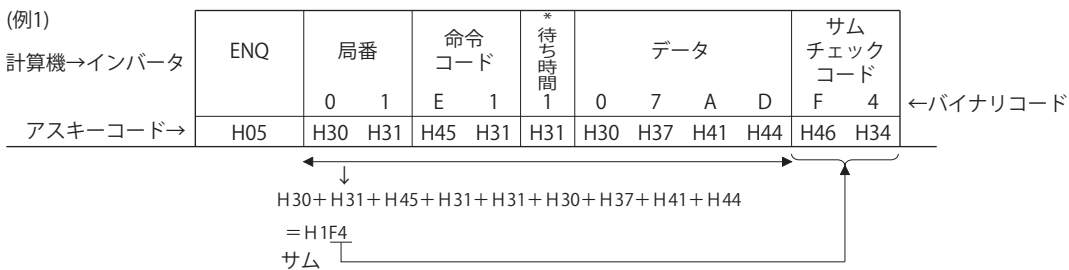 (例1)
計算機→インバータ
ENQ
局番
命令
コード
*
待ち時間
データ
サム
チェック
コード
0 1 E 1 1 0 7 A D F 4 ←バイナリコード
アスキーコード→ H05 H30 H31 H45 H31 H31 H30 H37 H41 H44 H46 H34
↓
H30+H31+H45+H31+H31+H30+H37+H41+H44
=H1F4
サム